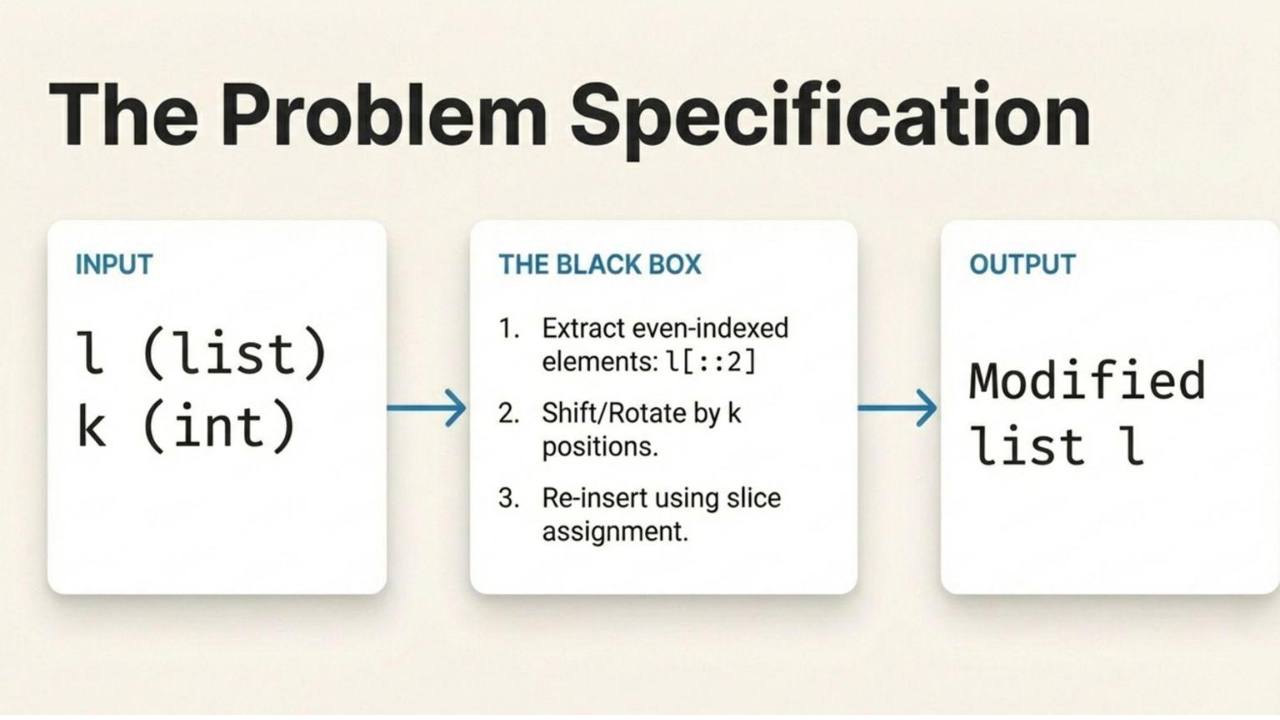 The Problem Specification
INPUT
l (list)
k (int)
THE BLACK BOX
1. Extract even-indexed
elements: l[::2]
2. Shift/Rotate by k
positions.
3. Re-insert using slice
assignment.
OUTPUT
Modified
list l